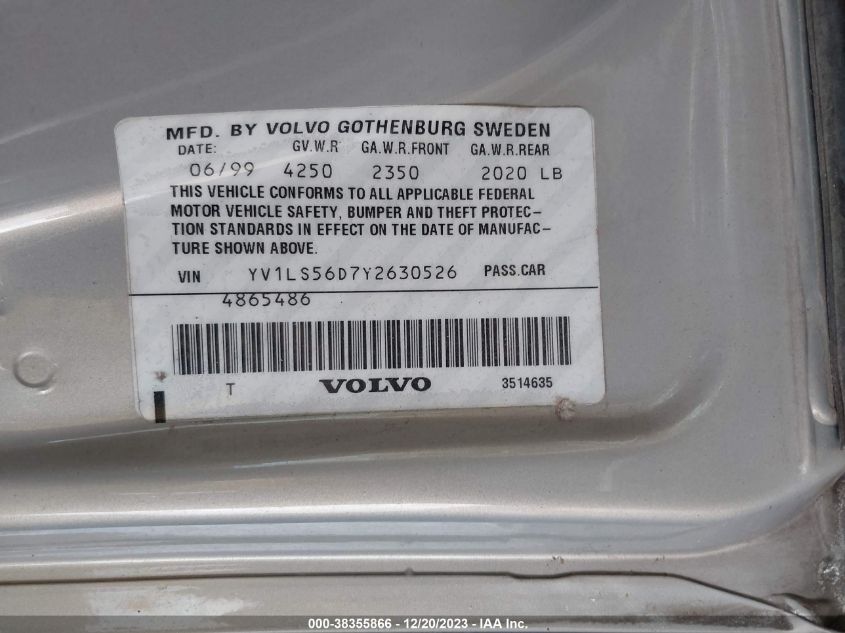 MFD. BY VOLVO GOTHENBURG SWEDEN
DATE: GV.W.R GA.W.R.FRONT GA.W.R.REAR
06/99 4250 2350 2020 LB
THIS VEHICLE CONFORMS TO ALL APPLICABLE FEDERAL
MOTOR VEHICLE SAFETY, BUMPER AND THEFT PROTEC-
TION STANDARDS IN EFFECT ON THE DATE OF MANUFAC-
TURE SHOWN ABOVE.
VIN YV1LS56D7Y2630526 PASS.CAR
4865486
T VOLVO 3514635
000-38355866 - 12/20/2023 - IAA Inc.